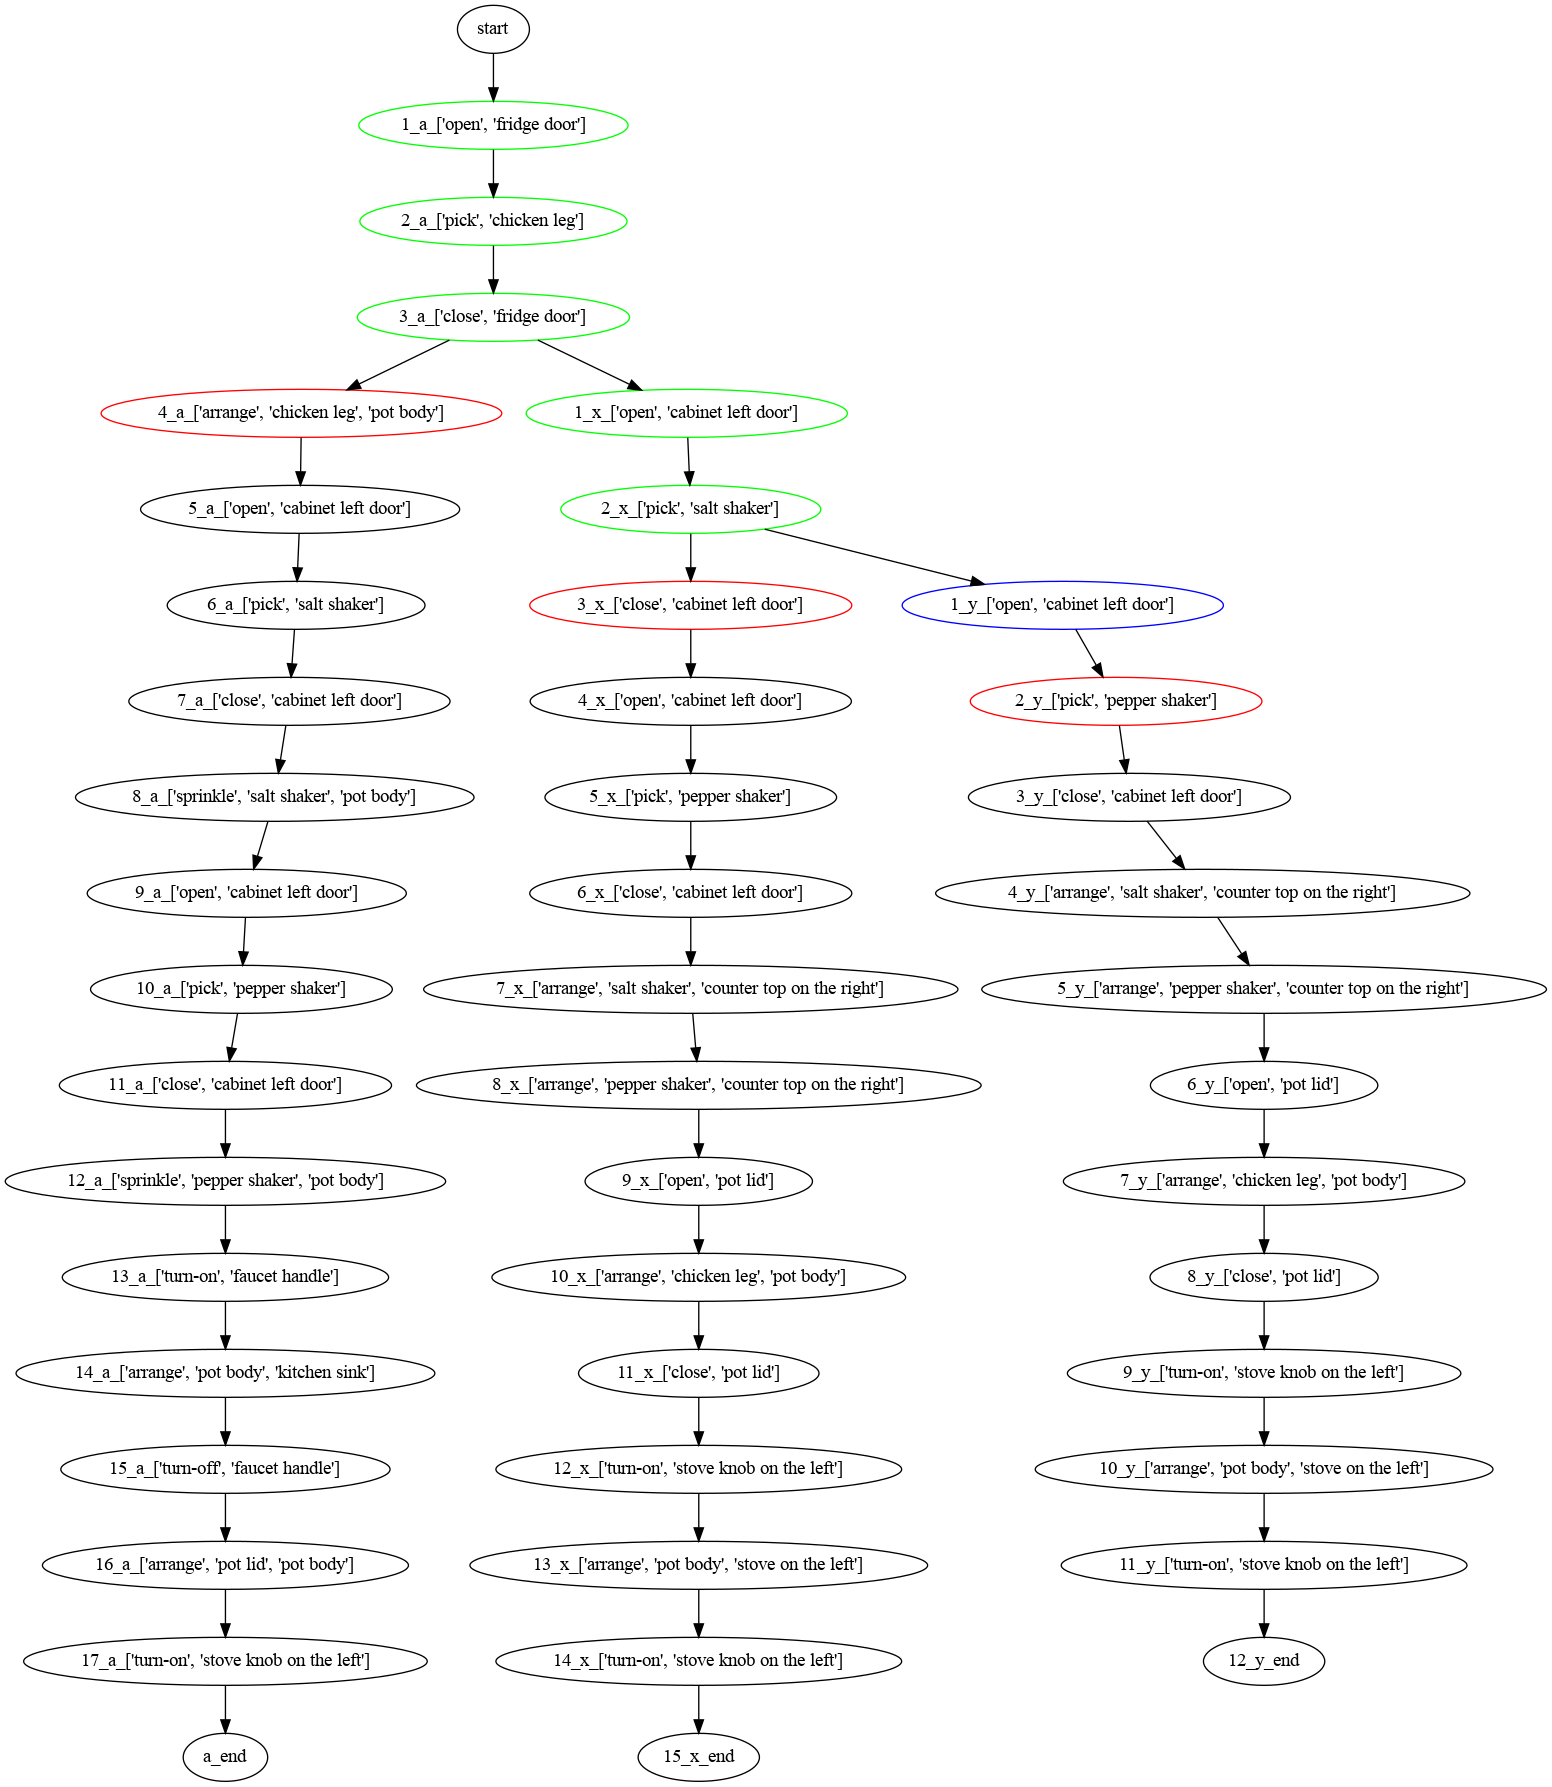 start
1_a_['open', 'fridge door']
2_a_['pick', 'chicken leg']
3_a_['close', 'fridge door']
4_a_['arrange', 'chicken leg', 'pot body']
1_x_['open', 'cabinet left door']
5_a_['open', 'cabinet left door']
2_x_['pick', 'salt shaker']
6_a_['pick', 'salt shaker']
3_x_['close', 'cabinet left door']
1_y_['open', 'cabinet left door']
7_a_['close', 'cabinet left door']
4_x_['open', 'cabinet left door']
2_y_['pick', 'pepper shaker']
8_a_['sprinkle', 'salt shaker', 'pot body']
5_x_['pick', 'pepper shaker']
3_y_['close', 'cabinet left door']
9_a_['open', 'cabinet left door']
6_x_['close', 'cabinet left door']
4_y_['arrange', 'salt shaker', 'counter top on the right']
10_a_['pick', 'pepper shaker']
7_x_['arrange', 'salt shaker', 'counter top on the right']
5_y_['arrange', 'pepper shaker', 'counter top on the right']
11_a_['close', 'cabinet left door']
8_x_['arrange', 'pepper shaker', 'counter top on the right']
6_y_['open', 'pot lid']
12_a_['sprinkle', 'pepper shaker', 'pot body']
9_x_['open', 'pot lid']
7_y_['arrange', 'chicken leg', 'pot body']
13_a_['turn-on', 'faucet handle']
10_x_['arrange', 'chicken leg', 'pot body']
8_y_['close', 'pot lid']
14_a_['arrange', 'pot body', 'kitchen sink']
11_x_['close', 'pot lid']
9_y_['turn-on', 'stove knob on the left']
15_a_['turn-off', 'faucet handle']
12_x_['turn-on', 'stove knob on the left']
10_y_['arrange', 'pot body', 'stove on the left']
16_a_['arrange', 'pot lid', 'pot body']
13_x_['arrange', 'pot body', 'stove on the left']
11_y_['turn-on', 'stove knob on the left']
17_a_['turn-on', 'stove knob on the left']
14_x_['turn-on', 'stove knob on the left']
12_y_end
a_end
15_x_end